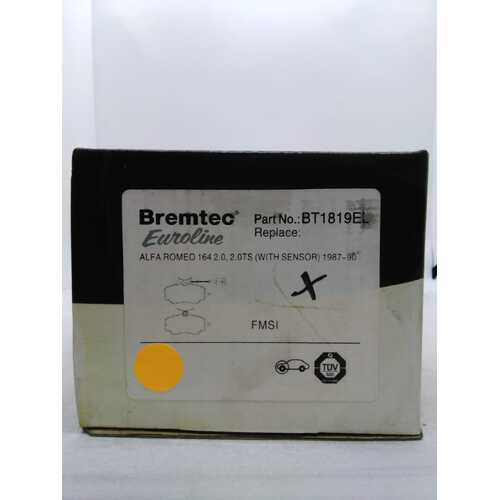 Bremtec®
Part No.: BT1819EL
Euroline
Replace:
ALFA ROMEO 164 2.0, 2.0TS (WITH SENSOR) 1987-90
X
FMSI
TÜV